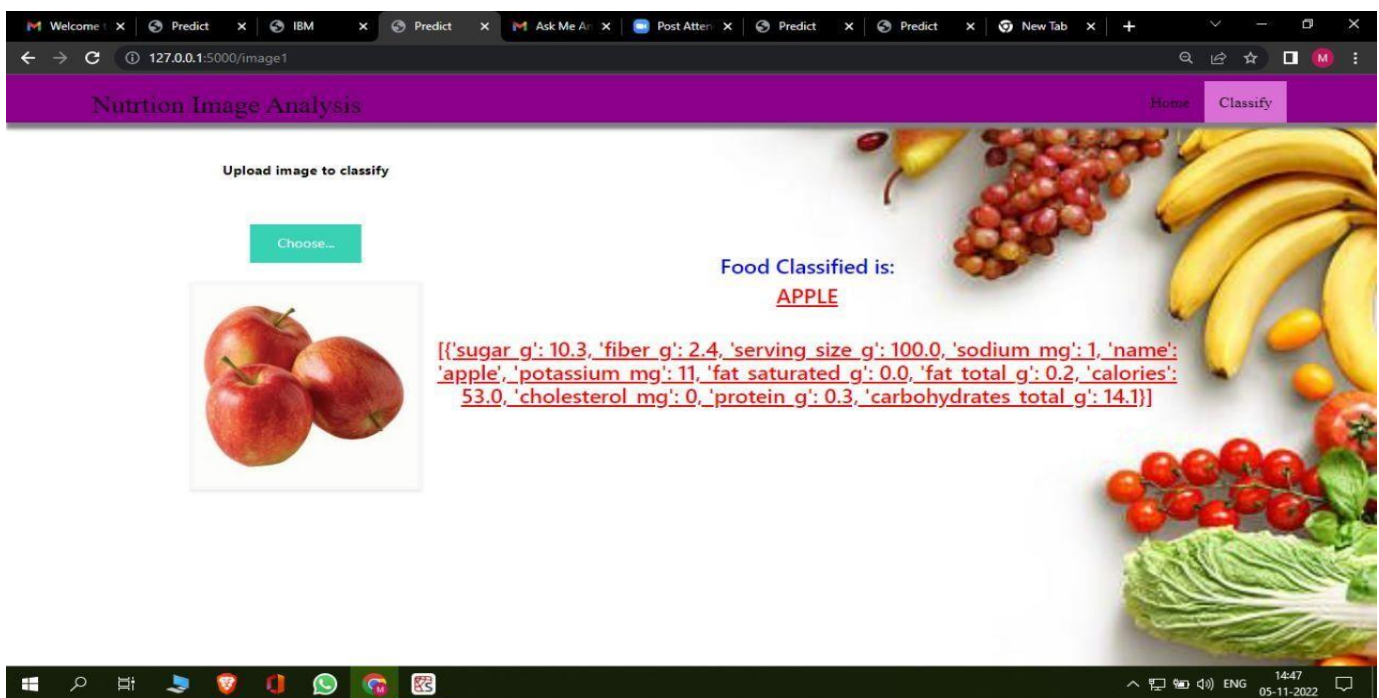 Welcome t
Predict
IBM
Predict
Ask Me An
Post Atten
Predict
Predict
New Tab
127.0.0.1:5000/image1
M
Nutrtion Image Analysis
Home
Classify
Upload image to classify
Choose...
Food Classified is:
APPLE
[{'sugar_g': 10.3, 'fiber_g': 2.4, 'serving_size_g': 100.0, 'sodium_mg': 1, 'name':
'apple', 'potassium_mg': 11, 'fat_saturated_g': 0.0, 'fat_total_g': 0.2, 'calories':
53.0, 'cholesterol_mg': 0, 'protein_g': 0.3, 'carbohydrates_total_g': 14.1}]
ENG
14:47
05-11-2022